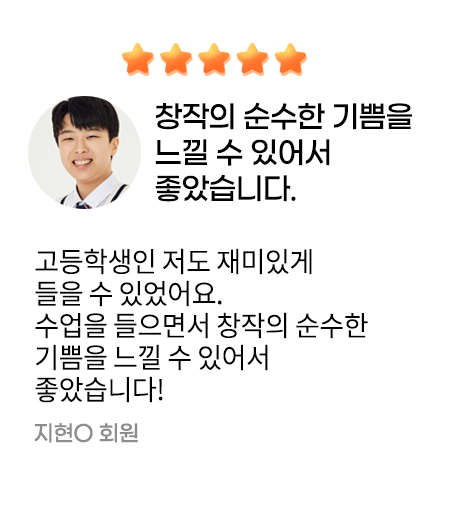 창작의 순수한 기쁨을
느낄 수 있어서
좋았습니다.
고등학생인 저도 재미있게
들을 수 있었어요.
수업을 들으면서 창작의 순수한
기쁨을 느낄 수 있어서
좋았습니다!
지현O 회원